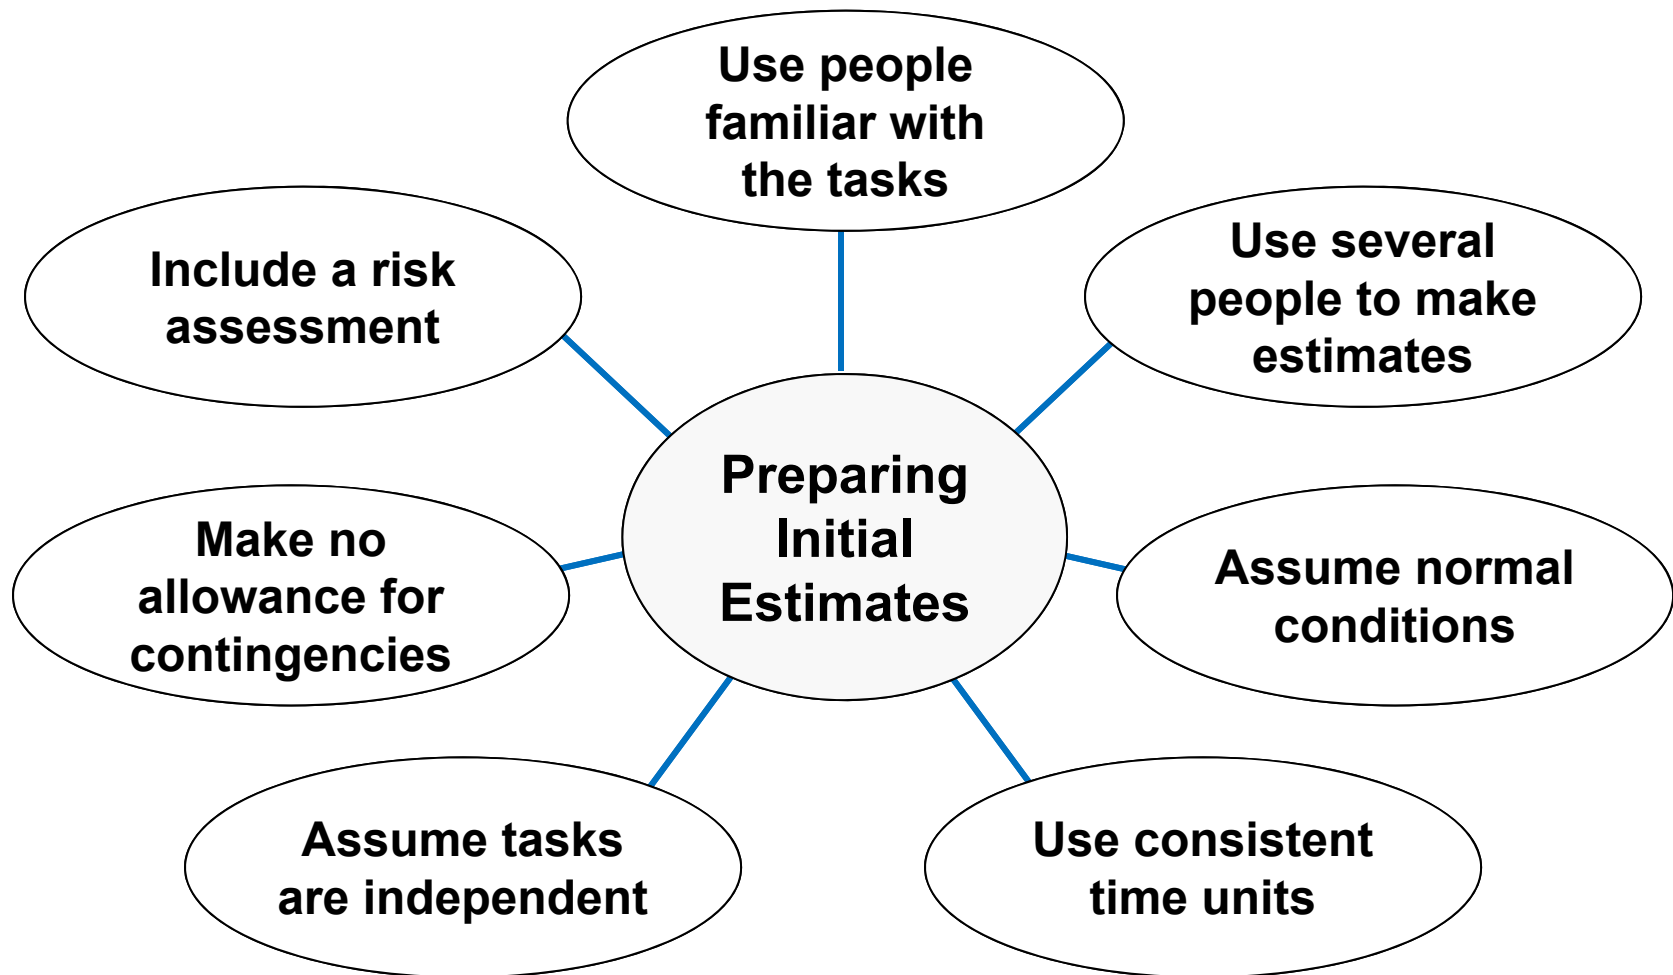 Use people
familiar with
the tasks
Use several
people to make
estimates
Include a risk
assessment
Preparing
Initial
Estimates
Make no
allowance for
contingencies
Assume normal
conditions
Assume tasks
are independent
Use consistent
time units